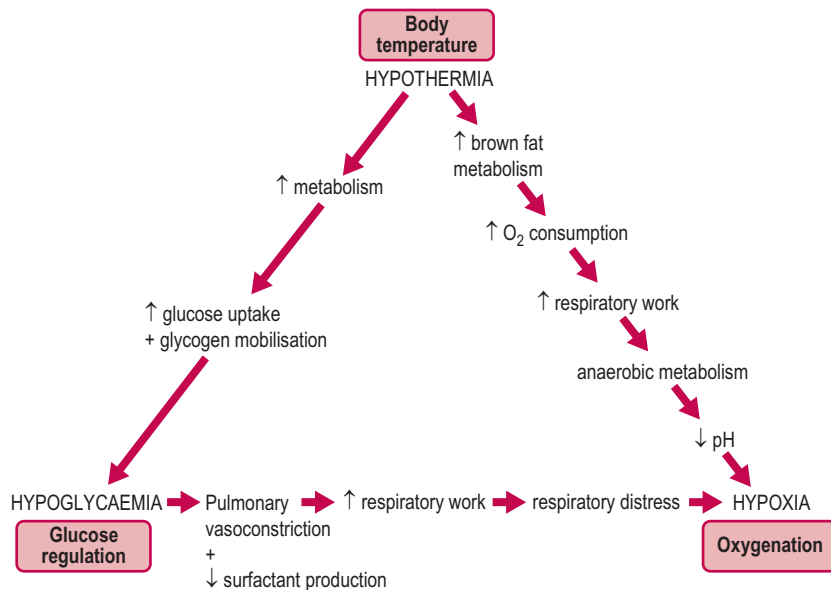 Body
temperature
HYPOTHERMIA
↑ brown fat
metabolism
↑ metabolism
↑ O₂ consumption
↑ glucose uptake
+ glycogen mobilisation
↑ respiratory work
anaerobic metabolism
↓ pH
HYPOGLYCAEMIA
Glucose
regulation
Pulmonary
vasoconstriction
+
↓ surfactant production
↑ respiratory work
respiratory distress
HYPOXIA
Oxygenation